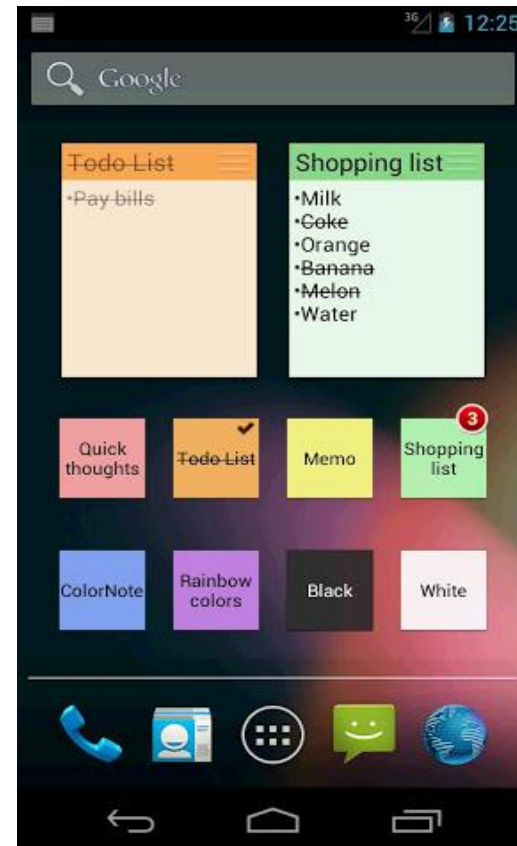 3G 12:25
Google
Todo List
•Pay bills
Shopping list
•Milk
•Coke
•Orange
•Banana
•Melon
•Water
Quick
thoughts
Todo List
Memo
3
Shopping
list
ColorNote
Rainbow
colors
Black
White